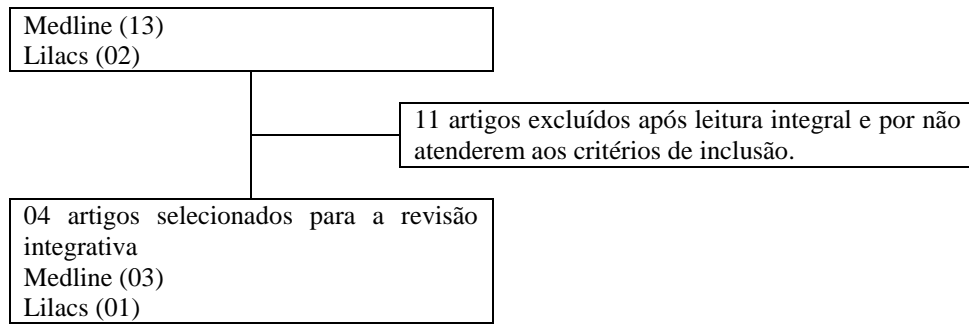 Medline (13)
Lilacs (02)
11 artigos excluídos após leitura integral e por não
atenderem aos critérios de inclusão.
04 artigos selecionados para a revisão
integrativa
Medline (03)
Lilacs (01)